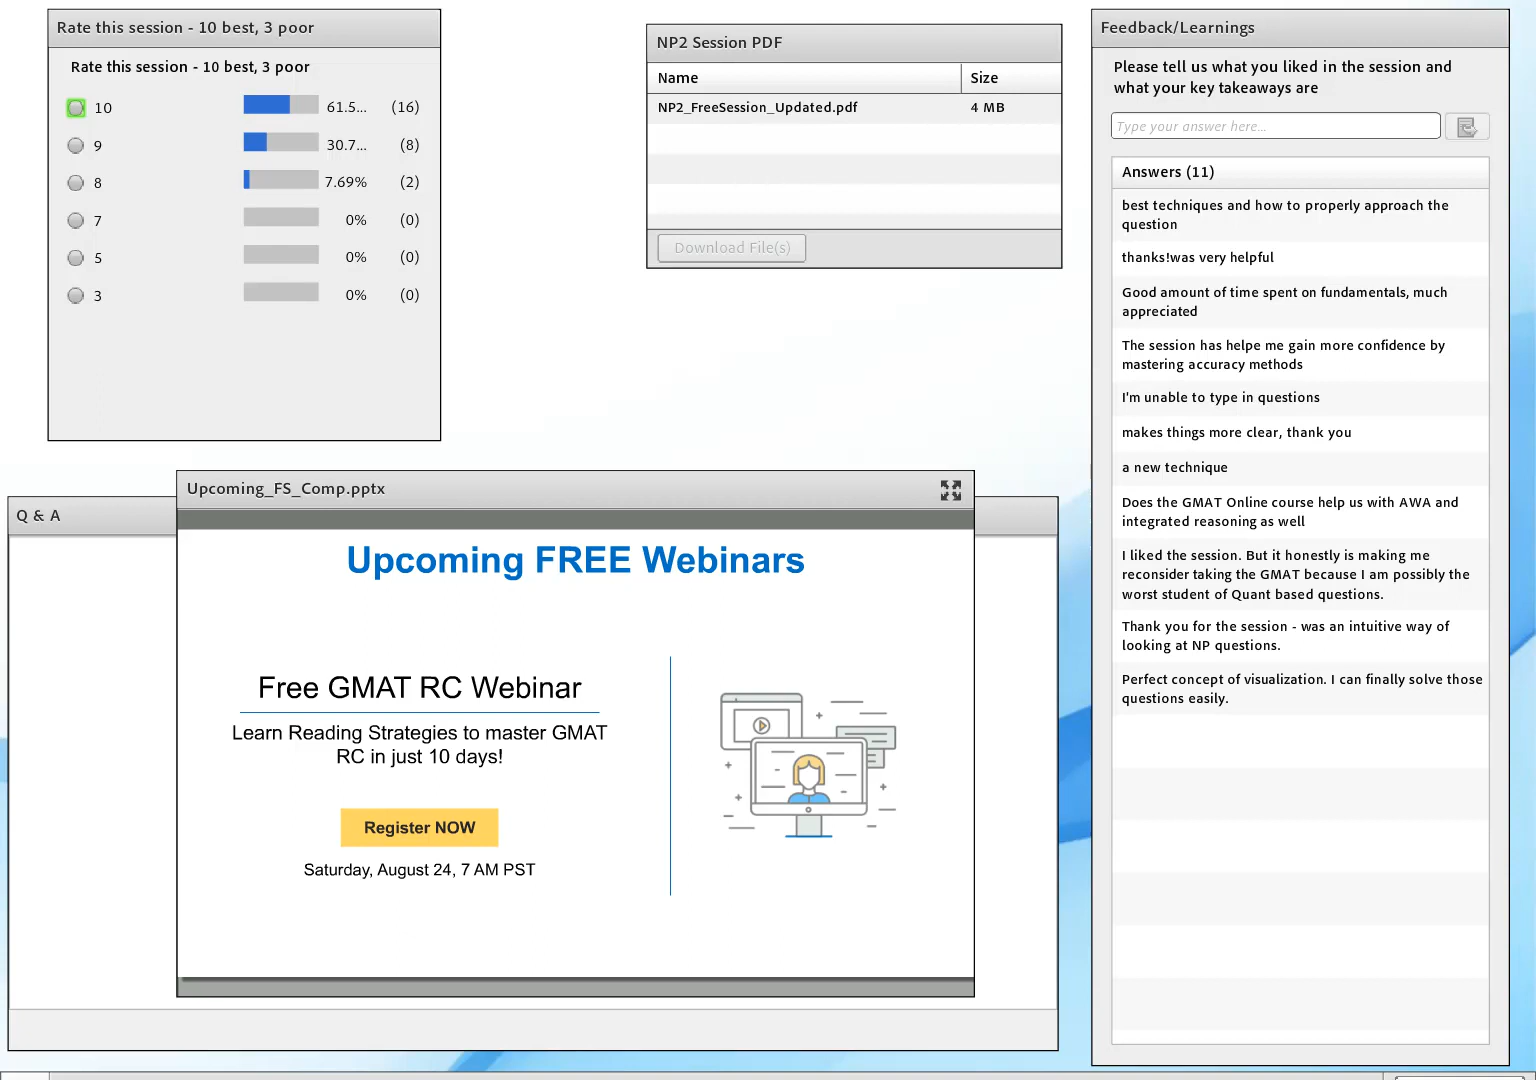 Rate this session - 10 best, 3 poor
Rate this session - 10 best, 3 poor
10 61.5... (16)
9 30.7... (8)
8 7.69% (2)
7 0% (0)
5 0% (0)
3 0% (0)
NP2 Session PDF
Name Size
NP2_FreeSession_Updated.pdf 4 MB
Download File(s)
Q & A
Upcoming_FS_Comp.pptx
Upcoming FREE Webinars
Free GMAT RC Webinar
Learn Reading Strategies to master GMAT
RC in just 10 days!
Register NOW
Saturday, August 24, 7 AM PST
Feedback/Learnings
Please tell us what you liked in the session and
what your key takeaways are
Type your answer here...
Answers (11)
best techniques and how to properly approach the
question
thanks!was very helpful
Good amount of time spent on fundamentals, much
appreciated
The session has helpe me gain more confidence by
mastering accuracy methods
I'm unable to type in questions
makes things more clear, thank you
a new technique
Does the GMAT Online course help us with AWA and
integrated reasoning as well
I liked the session. But it honestly is making me
reconsider taking the GMAT because I am possibly the
worst student of Quant based questions.
Thank you for the session - was an intuitive way of
looking at NP questions.
Perfect concept of visualization. I can finally solve those
questions easily.